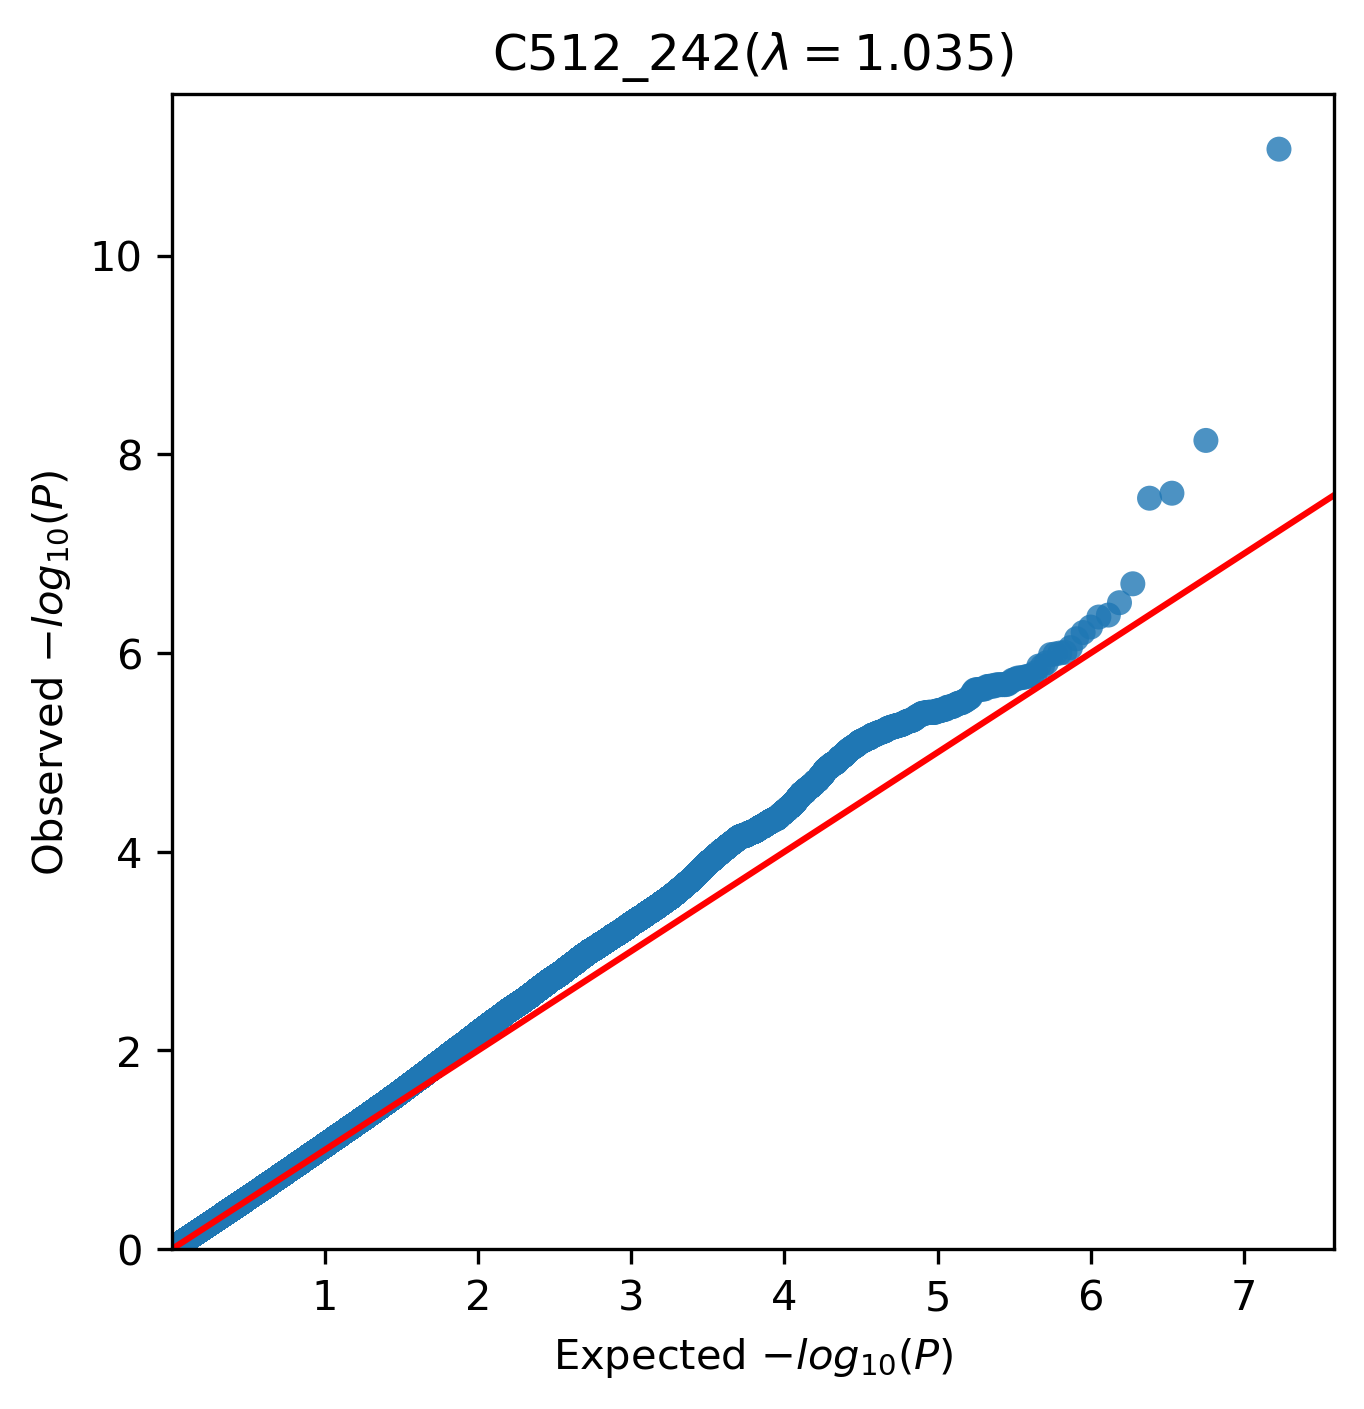 C512_242(λ = 1.035)
Observed −log₁₀(P)
10
8
6
4
2
0
1 2 3 4 5 6 7
Expected −log₁₀(P)